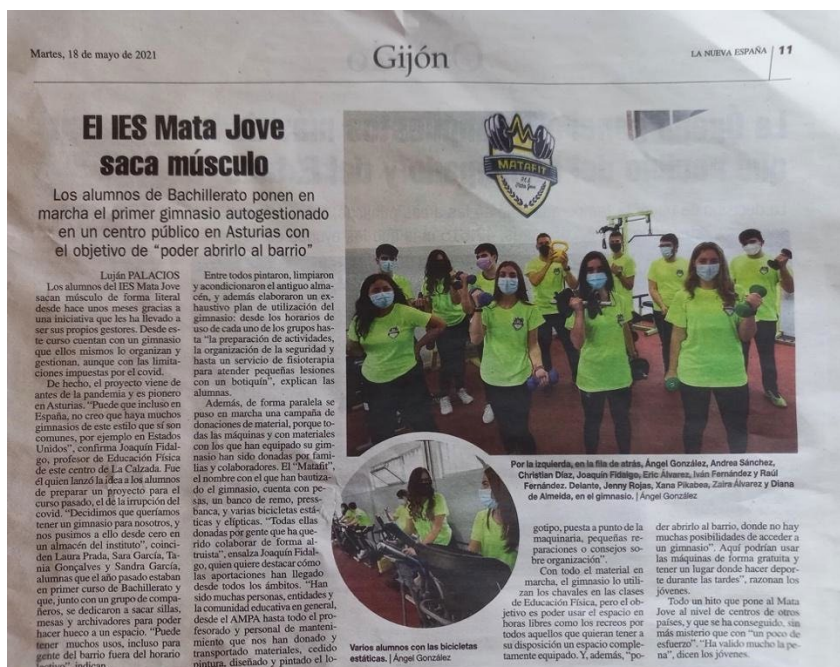 Martes, 18 de mayo de 2021
Gijón
LA NUEVA ESPAÑA | 11
El IES Mata Jove
saca músculo
Los alumnos de Bachillerato ponen en
marcha el primer gimnasio autogestionado
en un centro público en Asturias con
el objetivo de “poder abrirlo al barrio”
Luján PALACIOS
Los alumnos del IES Mata Jove
sacan músculo de forma literal
desde hace unos meses gracias a
una iniciativa que les ha llevado a
ser sus propios gestores. Desde es-
te curso cuentan con un gimnasio
que ellos mismos lo organizan y
gestionan, aunque con las limita-
ciones impuestas por el covid.
De hecho, el proyecto viene de
antes de la pandemia y es pionero
en Asturias. “Puede que incluso en
España, no creo que haya muchos
gimnasios de este estilo que sí son
comunes, por ejemplo en Estados
Unidos”, confirma Joaquín Fidal-
go, profesor de Educación Física
de este centro de La Calzada. Fue
él quien lanzó la idea a los alumnos
de preparar un proyecto para el
curso pasado, el de la irrupción del
covid. “Decidimos que queríamos
tener un gimnasio para nosotros, y
nos pusimos a ello desde cero en
un almacén del instituto”, coinci-
den Laura Prada, Sara García, Ta-
nia Gonçalves y Sandra García,
alumnas que el año pasado estaban
en primer curso de Bachillerato y
que, junto con un grupo de compa-
ñeros, se dedicaron a sacar sillas,
mesas y archivadores para poder
hacer hueco a un espacio. “Puede
tener muchos usos, incluso para
gente del barrio fuera del horario
lectivo”, indican.
Entre todos pintaron, limpiaron
y acondicionaron el antiguo alma-
cén, y además elaboraron un ex-
haustivo plan de utilización del
gimnasio: desde los horarios de
uso de cada uno de los grupos has-
ta “la preparación de actividades,
la organización de la seguridad y
hasta un servicio de fisioterapia
para atender pequeñas lesiones
con un botiquín”, explican las
alumnas.
Además, de forma paralela se
puso en marcha una campaña de
donaciones de material, porque to-
das las máquinas y con materiales
con los que han equipado su gim-
nasio han sido donadas por fami-
lias y colaboradores. El “Matafit”,
el nombre con el que han bautiza-
do el gimnasio, cuenta con pe-
sas, un banco de remo, press-
banca, y varias bicicletas está-
ticas y elípticas. “Todas ellas
donadas por gente que ha que-
rido colaborar de forma al-
truista”, ensalza Joaquín Fidal-
go, quien quiere destacar cómo
las aportaciones han llegado
desde todos los ámbitos. “Han
sido muchas personas, entidades y
la comunidad educativa en general,
desde el AMPA hasta todo el pro-
fesorado y personal de manteni-
miento que nos han donado y
transportado materiales, cedido
pintura, diseñado y pintado el lo-
MATAFIT
I.E.S.
Mata Jove
Por la izquierda, en la fila de atrás, Ángel González, Andrea Sánchez,
Christian Díaz, Joaquín Fidalgo, Eric Álvarez, Iván Fernández y Raúl
Fernández. Delante, Jenny Rojas, Xana Pikabea, Zaira Álvarez y Diana
de Almeida, en el gimnasio. | Ángel González
Varios alumnos con las bicicletas
estáticas. | Ángel González
gotipo, puesta a punto de la
maquinaria, pequeñas re-
paraciones o consejos so-
bre organización”.
Con todo el material en
marcha, el gimnasio lo utili-
zan los chavales en las clases
de Educación Física, pero el ob-
jetivo es poder usar el espacio en
horas libres como los recreos por
todos aquellos que quieran tener a
su disposición un espacio comple-
tamente equipado. Y, además, “po-
der abrirlo al barrio, donde no hay
muchas posibilidades de acceder a
un gimnasio”. Aquí podrían usar
las máquinas de forma gratuita y
tener un lugar donde hacer depor-
te durante las tardes”, razonan los
jóvenes.
Todo un hito que pone al Mata
Jove al nivel de centros de otros
países, y que se ha conseguido, sin
más misterio que con “un poco de
esfuerzo”. “Ha valido mucho la pe-
na”, dicen los jóvenes.